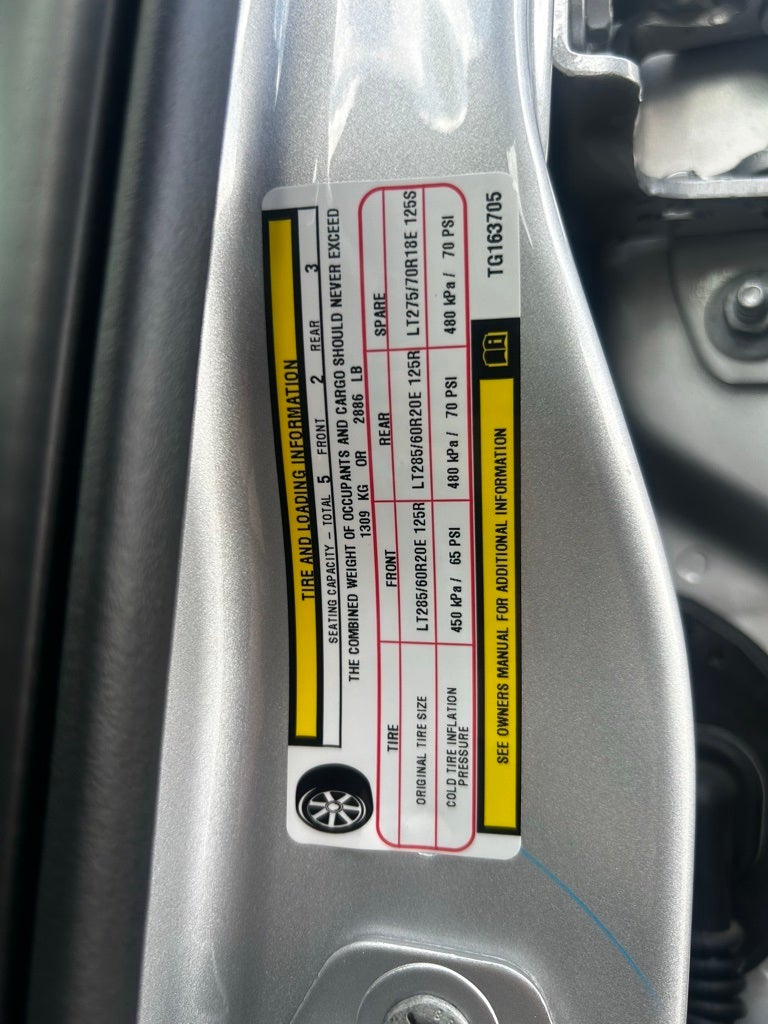 TIRE AND LOADING INFORMATION
SEATING CAPACITY – TOTAL 5 FRONT 2 REAR 3
THE COMBINED WEIGHT OF OCCUPANTS AND CARGO SHOULD NEVER EXCEED
1309 KG OR 2886 LB
TIRE FRONT REAR SPARE
ORIGINAL TIRE SIZE LT285/60R20E 125R LT285/60R20E 125R LT275/70R18E 125S
COLD TIRE INFLATION
PRESSURE 450 kPa / 65 PSI 480 kPa / 70 PSI 480 kPa / 70 PSI
SEE OWNERS MANUAL FOR ADDITIONAL INFORMATION
TG163705